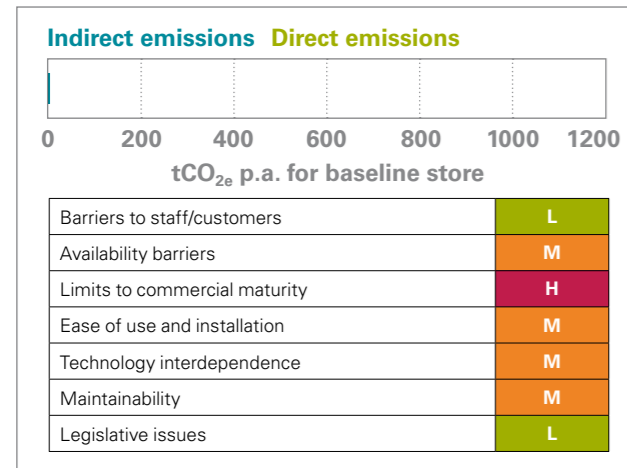 Indirect emissions Direct emissions
0 200 400 600 800 1000 1200
tCO2e p.a. for baseline store
Barriers to staff/customers L
Availability barriers M
Limits to commercial maturity H
Ease of use and installation M
Technology interdependence M
Maintainability M
Legislative issues L